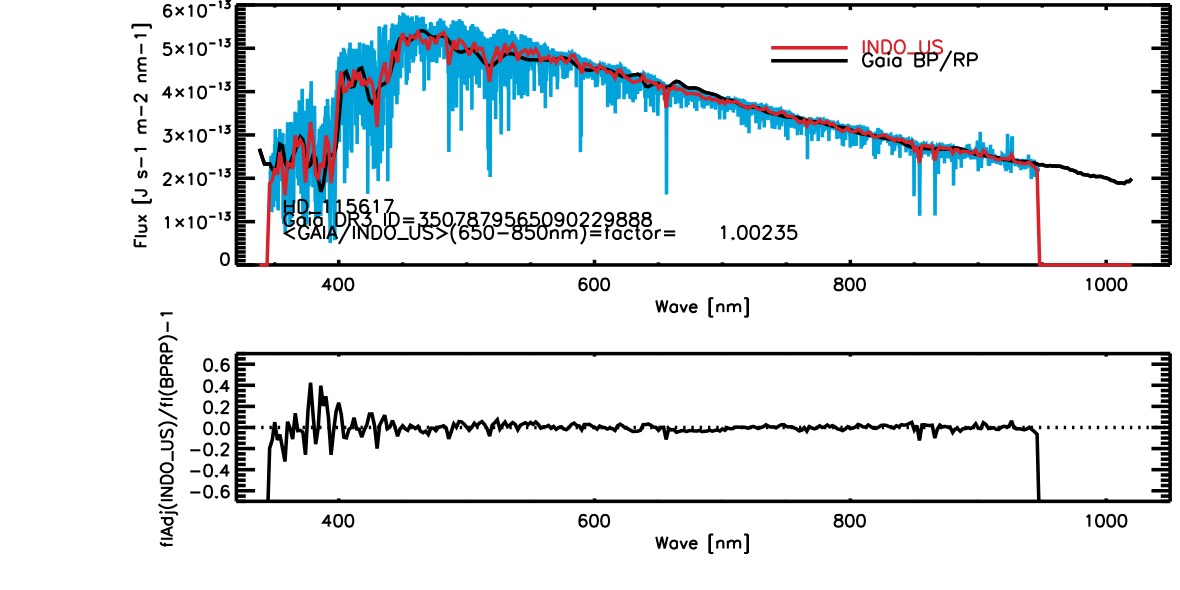 6×10−13
5×10−13
4×10−13
3×10−13
2×10−13
1×10−13
0
Flux [J s−1 m−2 nm−1]
INDO_US
Gaia BP/RP
HD_115617
Gaia DR3 ID=3507879565090229888
<GAIA/INDO_US>(650−850nm)=factor= 1.00235
400 600 800 1000
Wave [nm]
0.6
0.4
0.2
0.0
−0.2
−0.4
−0.6
flAdj(INDO_US)/fl(BPRP)−1
400 600 800 1000
Wave [nm]